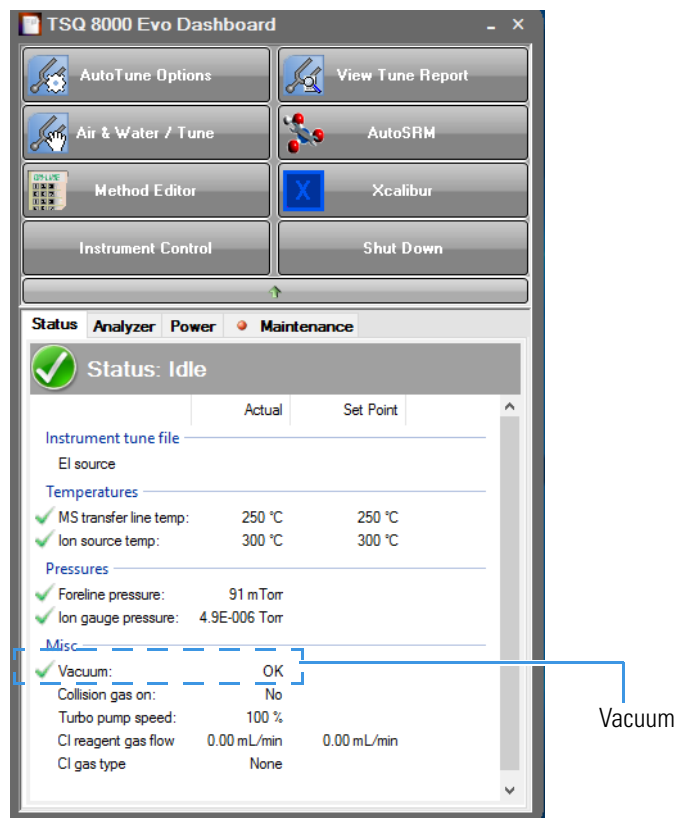 TSQ 8000 Evo Dashboard
AutoTune Options
View Tune Report
Air & Water / Tune
AutoSRM
Method Editor
X
Xcalibur
Instrument Control
Shut Down
Status Analyzer Power Maintenance
Status: Idle
Actual Set Point
Instrument tune file
EI source
Temperatures
MS transfer line temp: 250 °C 250 °C
Ion source temp: 300 °C 300 °C
Pressures
Foreline pressure: 91 mTorr
Ion gauge pressure: 4.9E-006 Torr
Misc
Vacuum: OK
Collision gas on: No
Turbo pump speed: 100 %
CI reagent gas flow 0.00 mL/min 0.00 mL/min
CI gas type None
Vacuum